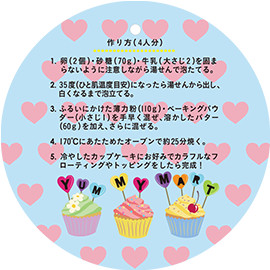 作り方(4人分)
1. 卵(2個)・砂糖(70g)・牛乳(大さじ2)を固ま
らないように注意しながら湯せんで泡たてる。
2. 35度(ひと肌温度目安)になったら湯せんから出し、
白くなるまで泡立てる。
3. ふるいにかけた薄力粉(110g)・ベーキングパウ
ダー(小さじ1)を手早く混ぜ、溶かしたバター
(60g)を加え、さらに混ぜる。
4. 170℃にあたためたオーブンで約25分焼く。
5. 冷やしたカップケーキにお好みでカラフルなフ
ローティングやトッピングをしたら完成!
YUMMYMART